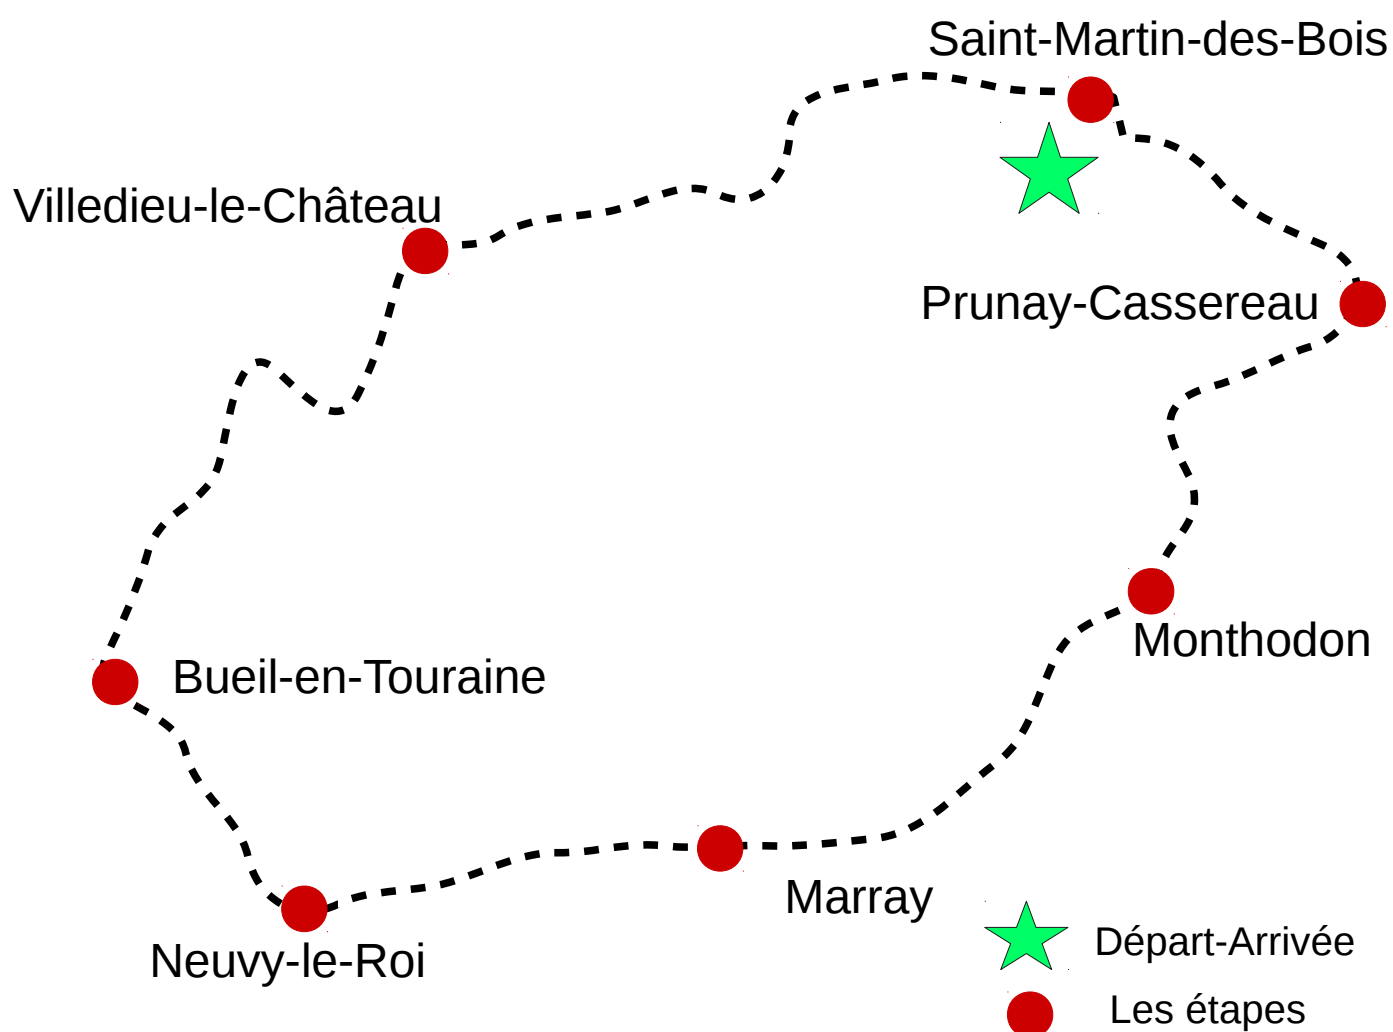 Saint-Martin-des-Bois
Villedieu-le-Château
Prunay-Cassereau
Monthodon
Bueil-en-Touraine
Marray
Neuvy-le-Roi
Départ-Arrivée
Les étapes